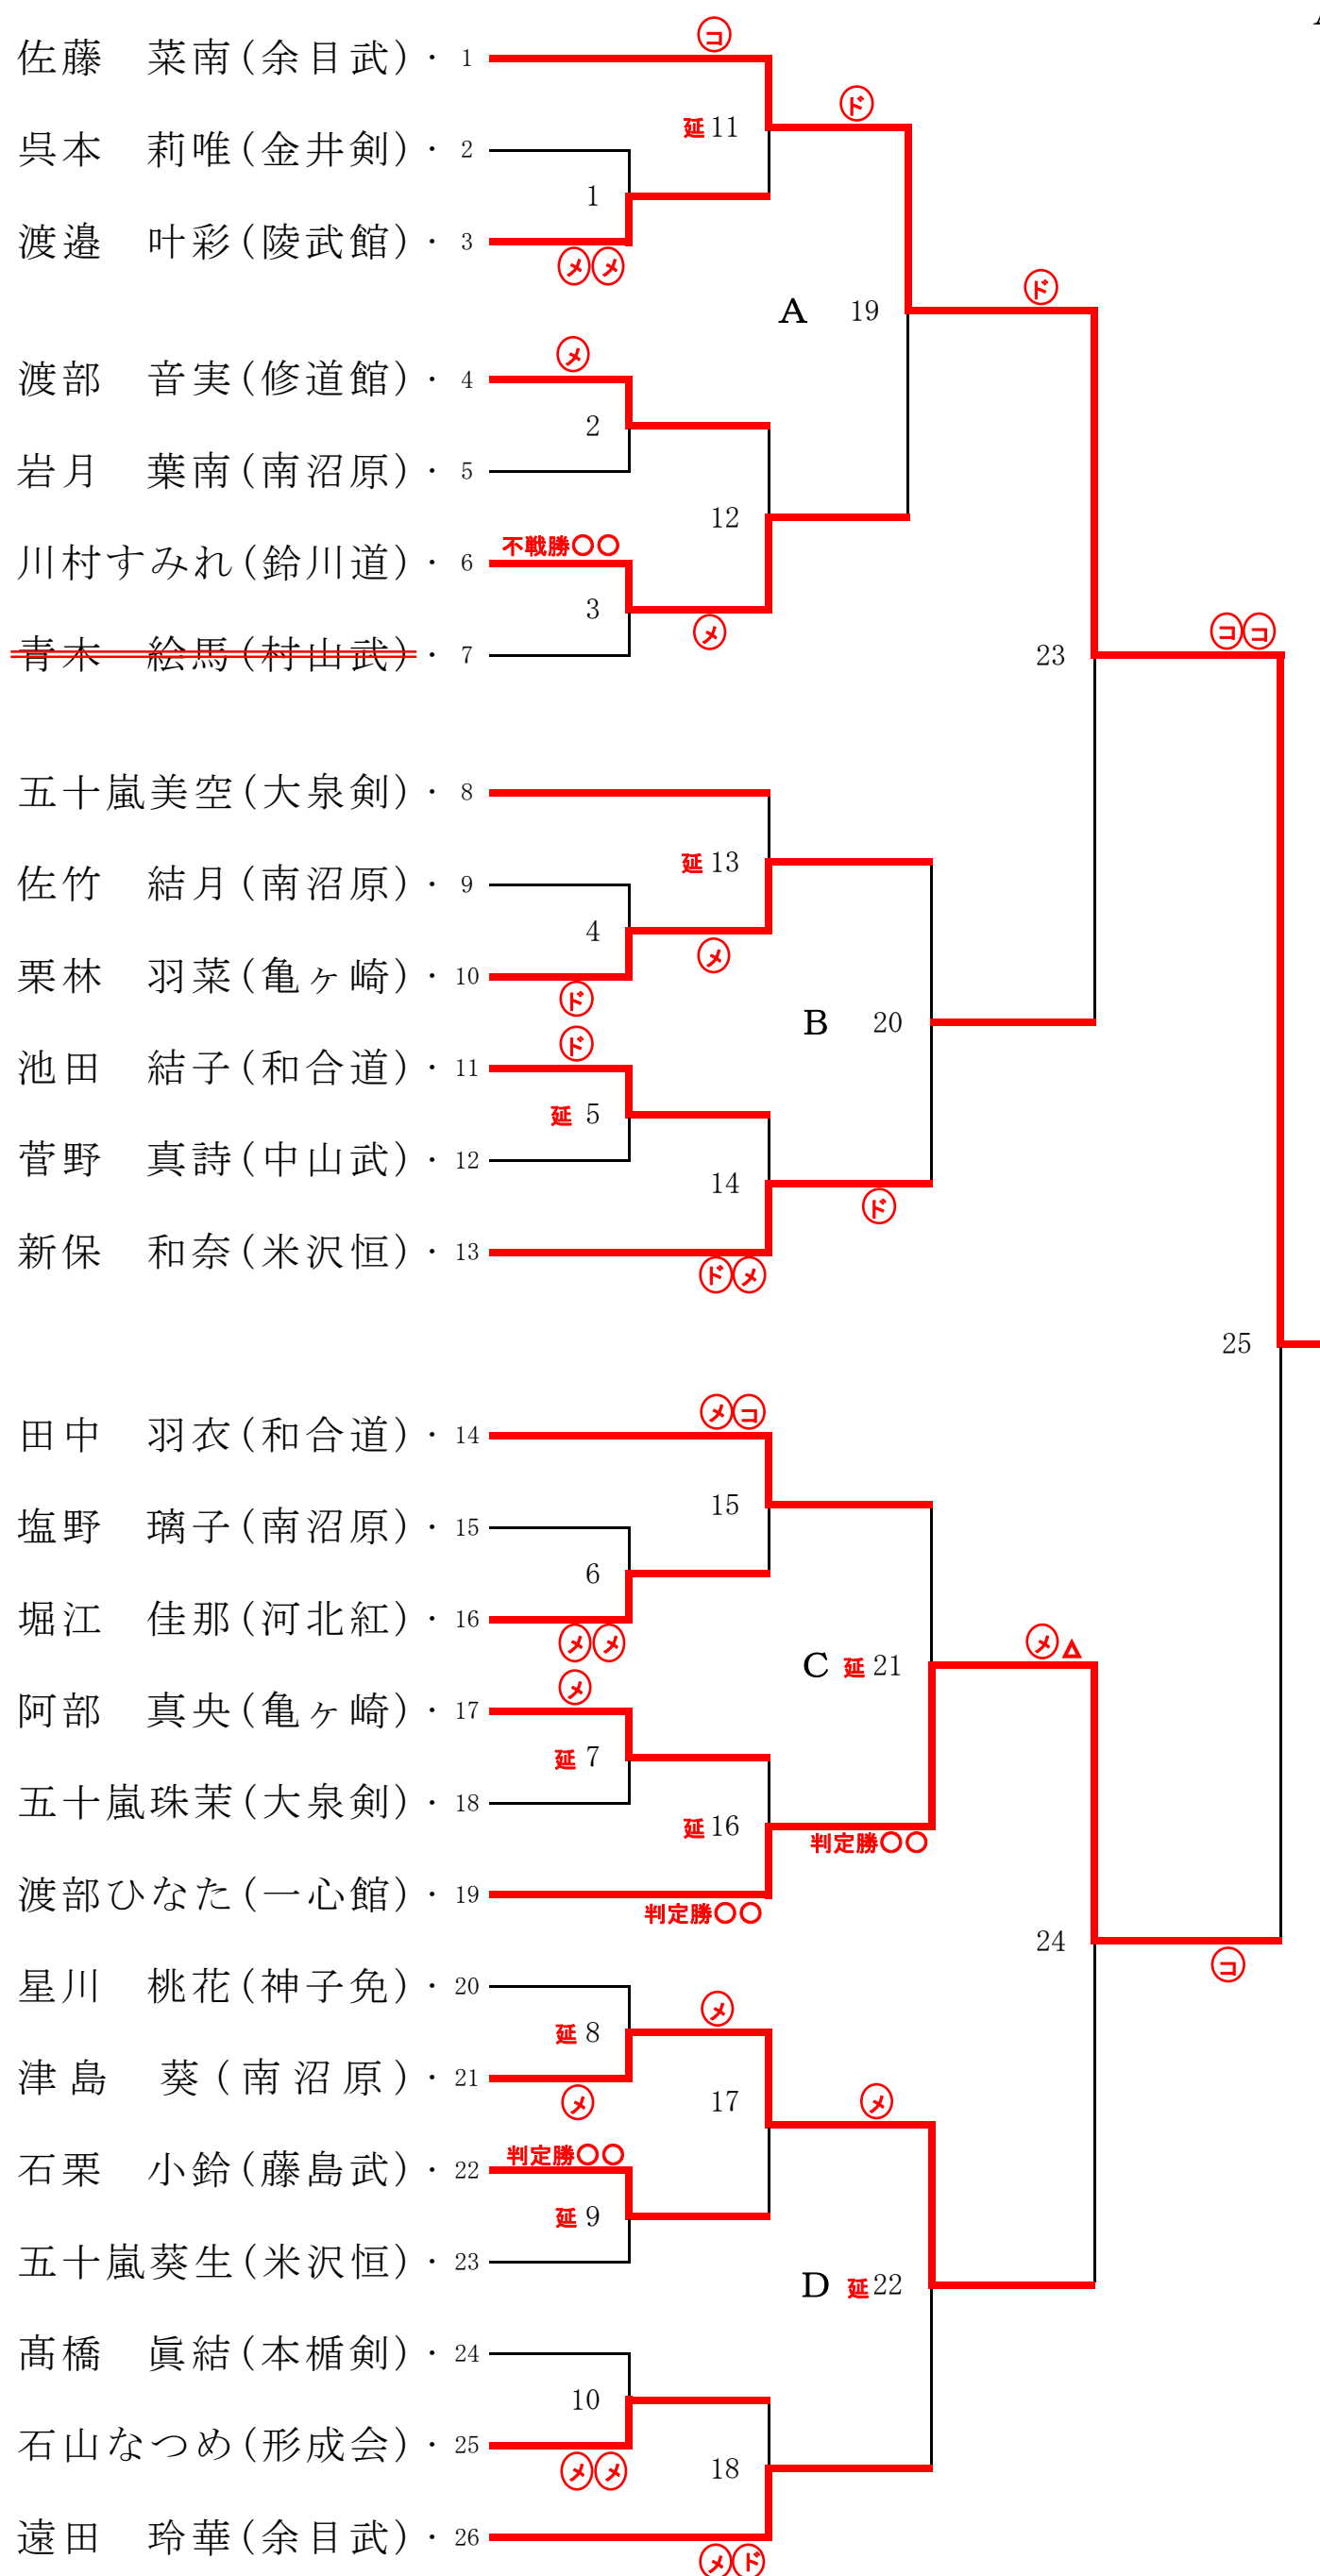 コ
佐藤　菜南(余目武)・ 1
ド
延 11
呉本　莉唯(金井剣)・ 2
1
渡邉　叶彩(陵武館)・ 3
メメ
ド
A 19
メ
渡部　音実(修道館)・ 4
2
岩月　葉南(南沼原)・ 5
12
不戦勝〇〇
川村すみれ(鈴川道)・ 6
3
メ
コココ
青木　絵馬(村山武)・ 7
23
五十嵐美空(大泉剣)・ 8
延 13
佐竹　結月(南沼原)・ 9
4
メ
栗林　羽菜(亀ヶ崎)・ 10
ド
B 20
ド
池田　結子(和合道)・ 11
延 5
菅野　真詩(中山武)・ 12
14
ド
新保　和奈(米沢恒)・ 13
ドメ
25
メコ
田中　羽衣(和合道)・ 14
15
塩野　璃子(南沼原)・ 15
6
堀江　佳那(河北紅)・ 16
メメ
メ△
C 延 21
メ
阿部　真央(亀ヶ崎)・ 17
延 7
五十嵐珠茉(大泉剣)・ 18
延 16
判定勝〇〇
渡部ひなた(一心館)・ 19
判定勝〇〇
24
コ
星川　桃花(神子免)・ 20
メ
延 8
津島　葵(南沼原)・ 21
メ
17
メ
判定勝〇〇
石栗　小鈴(藤島武)・ 22
延 9
五十嵐葵生(米沢恒)・ 23
D 延 22
髙橋　眞結(本楯剣)・ 24
10
石山なつめ(形成会)・ 25
メメ
18
遠田　玲華(余目武)・ 26
メド